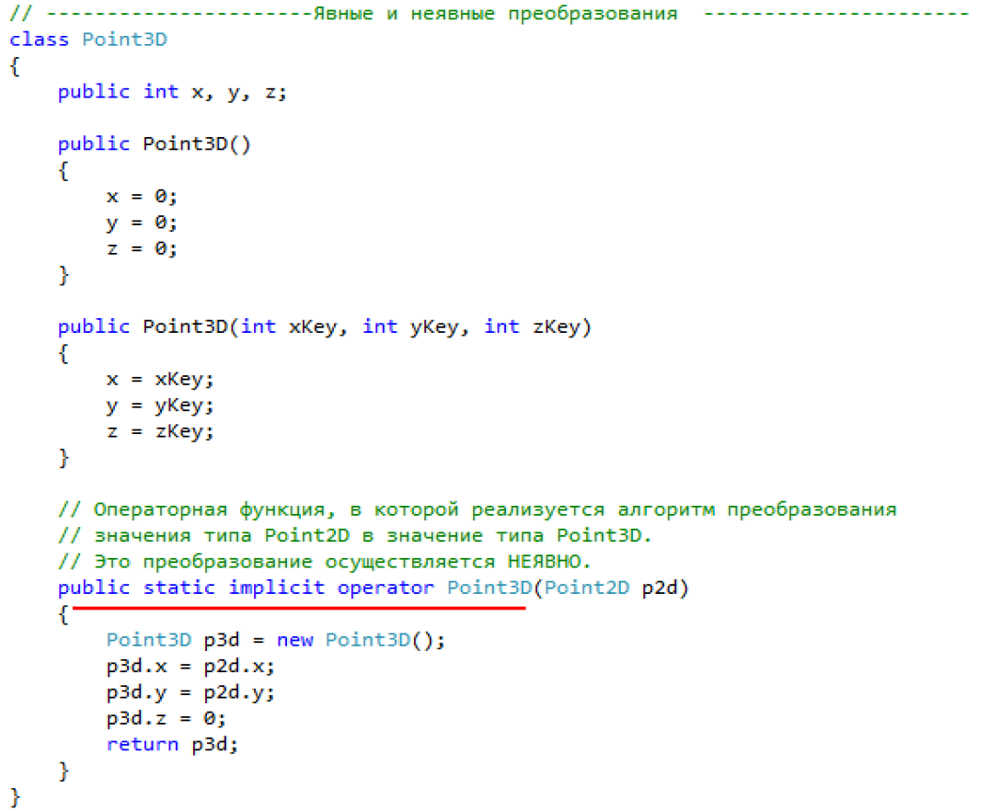 // ----------------------Явные и неявные преобразования  ----------------------
class Point3D
{
    public int x, y, z;

    public Point3D()
    {
        x = 0;
        y = 0;
        z = 0;
    }

    public Point3D(int xKey, int yKey, int zKey)
    {
        x = xKey;
        y = yKey;
        z = zKey;
    }

    // Операторная функция, в которой реализуется алгоритм преобразования
    // значения типа Point2D в значение типа Point3D.
    // Это преобразование осуществляется НЕЯВНО.
    public static implicit operator Point3D(Point2D p2d)
    {
        Point3D p3d = new Point3D();
        p3d.x = p2d.x;
        p3d.y = p2d.y;
        p3d.z = 0;
        return p3d;
    }
}